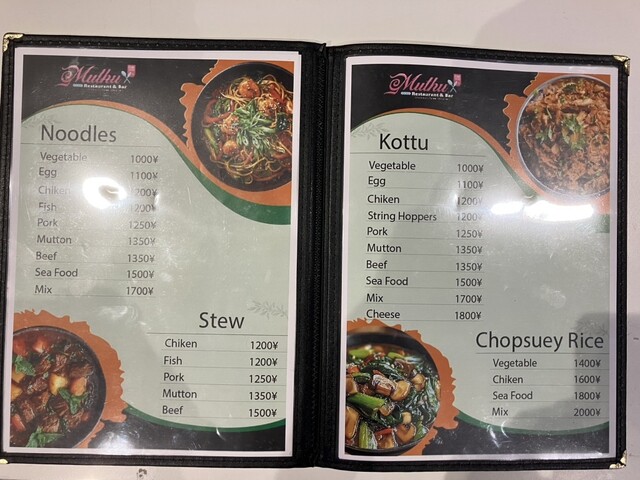 Muthu
Restaurant & Bar
Noodles
Vegetable 1000¥
Egg 1100¥
Chiken 1200¥
Fish 1200¥
Pork 1250¥
Mutton 1350¥
Beef 1350¥
Sea Food 1500¥
Mix 1700¥
Stew
Chiken 1200¥
Fish 1200¥
Pork 1250¥
Mutton 1350¥
Beef 1500¥
Muthu
Restaurant & Bar
Kottu
Vegetable 1000¥
Egg 1100¥
Chiken 1200¥
String Hoppers 1200¥
Pork 1250¥
Mutton 1350¥
Beef 1350¥
Sea Food 1500¥
Mix 1700¥
Cheese 1800¥
Chopsuey Rice
Vegetable 1400¥
Chiken 1600¥
Sea Food 1800¥
Mix 2000¥